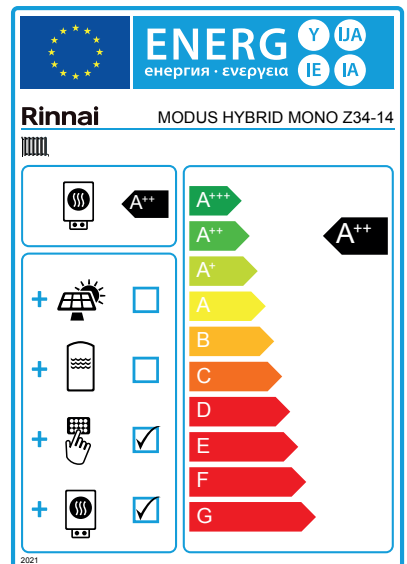 ENERG
енергия · ενεργεια
Y IJA
IE IA
Rinnai
MODUS HYBRID MONO Z34-14
A++
A+++
A++
A+
A
B
C
D
E
F
G
A++
+
+
+
+
2021